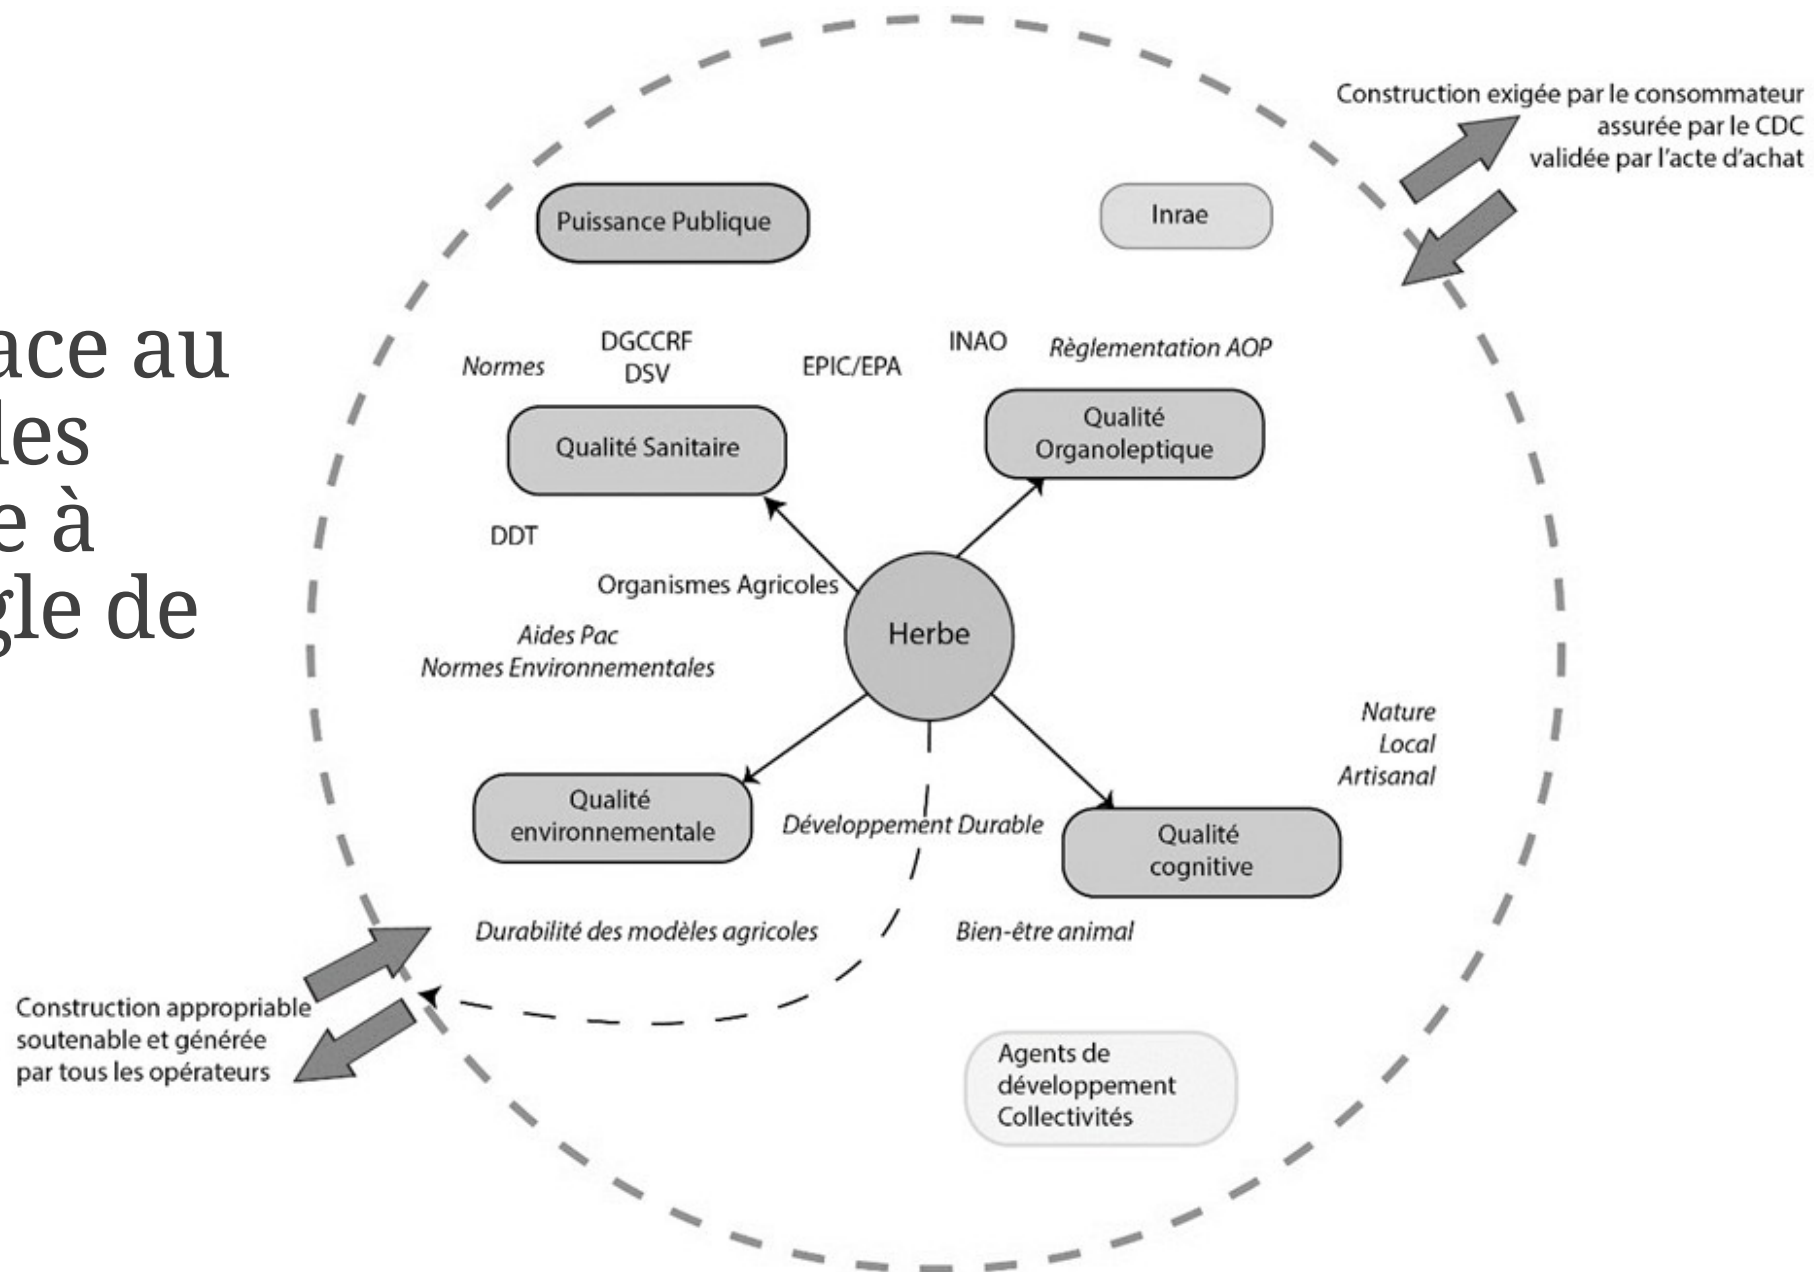 Construction exigée par le consommateur
assurée par le CDC
validée par l'acte d'achat
Puissance Publique
Inrae
au
à
de
Normes
DGCCRF
DSV
EPIC/EPA
INAO
Règlementation AOP
Qualité Sanitaire
Qualité
Organoleptique
DDT
Organismes Agricoles
Herbe
Aides Pac
Normes Environnementales
Nature
Local
Artisanal
Qualité
environnementale
Développement Durable
Qualité
cognitive
Durabilité des modèles agricoles
Bien-être animal
Construction appropriable
soutenable et générée
par tous les opérateurs
Agents de
développement
Collectivités